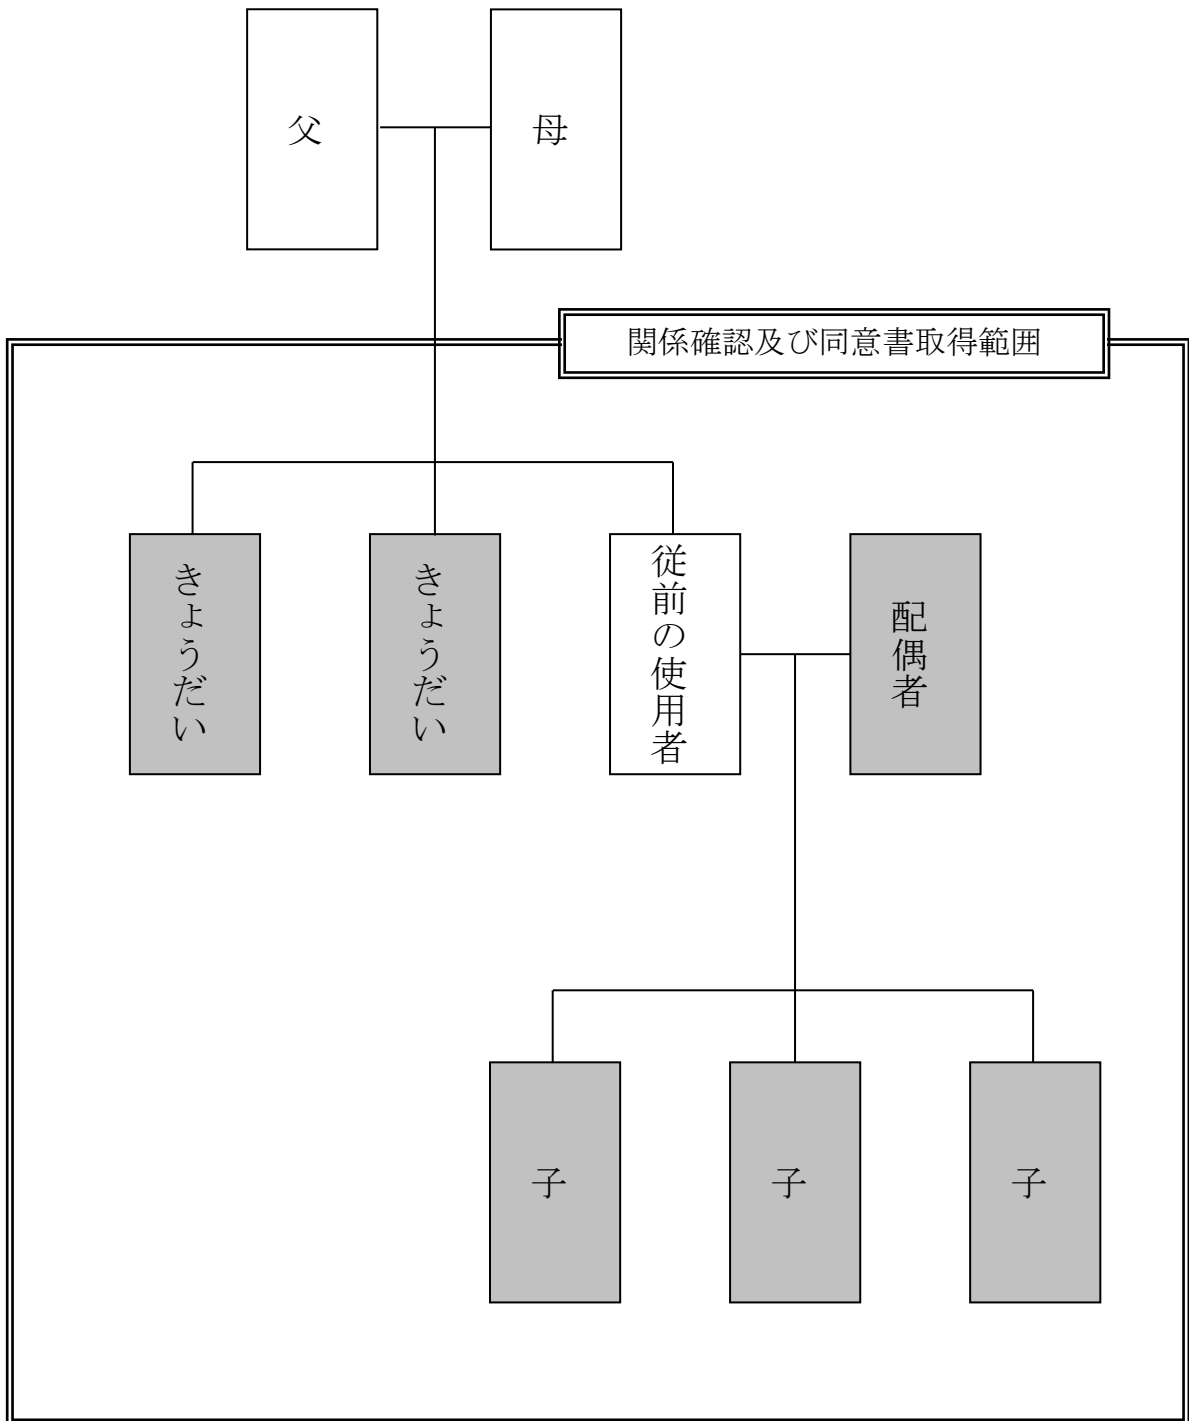 父
母
関係確認及び同意書取得範囲
きょうだい
きょうだい
従前の使用者
配偶者
子
子
子